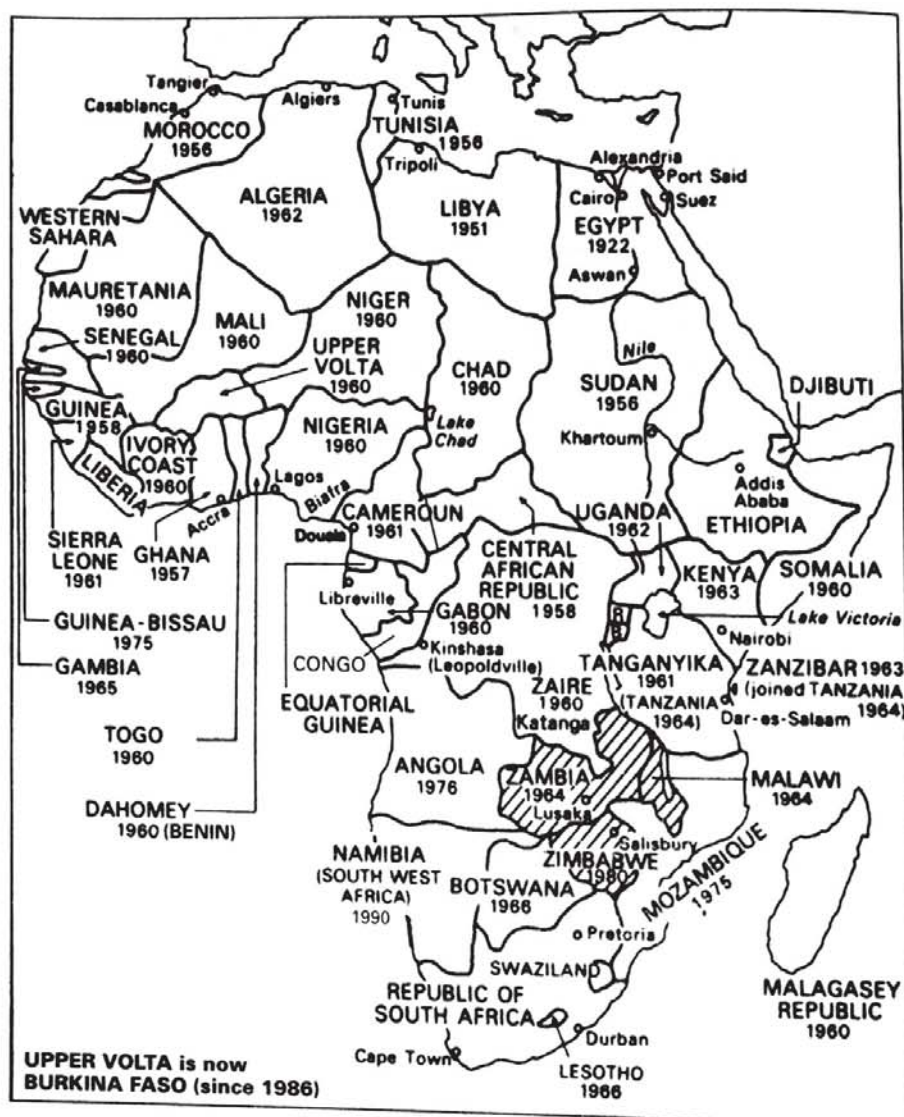 Tangier
Casablanca
MOROCCO
1956
Algiers
Tunis
TUNISIA
1956
Tripoli
Alexandria
Port Said
Cairo
Suez
ALGERIA
1962
LIBYA
1951
EGYPT
1922
Aswan
WESTERN
SAHARA
MAURETANIA
1960
MALI
1960
NIGER
1960
SENEGAL
1960
UPPER
VOLTA
1960
CHAD
1960
Nile
SUDAN
1956
DJIBUTI
GUINEA
1958
IVORY
COAST
1960
NIGERIA
1960
Lake
Chad
Khartoum
Addis
Ababa
LIBERIA
Lagos
Biafra
Accra
CAMEROUN
1961
Douala
UGANDA
1962
ETHIOPIA
SIERRA
LEONE
1961
GHANA
1957
CENTRAL
AFRICAN
REPUBLIC
1958
KENYA
1963
SOMALIA
1960
Libreville
GABON
1960
R
B
Lake Victoria
GUINEA-BISSAU
1975
Nairobi
CONGO
Kinshasa
(Leopoldville)
TANGANYIKA
1961
(TANZANIA
1964)
ZANZIBAR 1963
(joined TANZANIA
1964)
GAMBIA
1965
EQUATORIAL
GUINEA
ZAIRE
1960
Dar-es-Salaam
Katanga
TOGO
1960
ANGOLA
1976
ZAMBIA
1964
Lusaka
MALAWI
1964
DAHOMEY
1960 (BENIN)
Salisbury
NAMIBIA
(SOUTH WEST
AFRICA)
1990
ZIMBABWE
1980
BOTSWANA
1966
MOZAMBIQUE
1975
Pretoria
SWAZILAND
REPUBLIC OF
SOUTH AFRICA
MALAGASEY
REPUBLIC
1960
Durban
Cape Town
LESOTHO
1966
UPPER VOLTA is now
BURKINA FASO (since 1986)